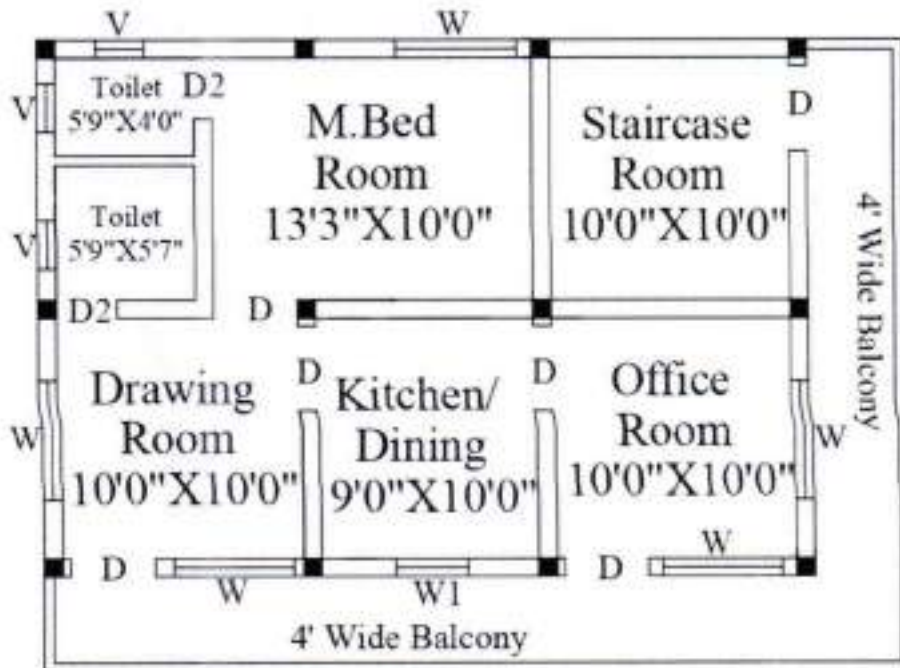 V
W
Toilet
5'9"X4'0"
D2
V
M.Bed
Room
13'3"X10'0"
Staircase
Room
10'0"X10'0"
D
Toilet
5'9"X5'7"
V
4' Wide Balcony
D2
D
Drawing
Room
10'0"X10'0"
W
D
Kitchen/
Dining
9'0"X10'0"
D
Office
Room
10'0"X10'0"
W
D
W
W1
D
W
4' Wide Balcony